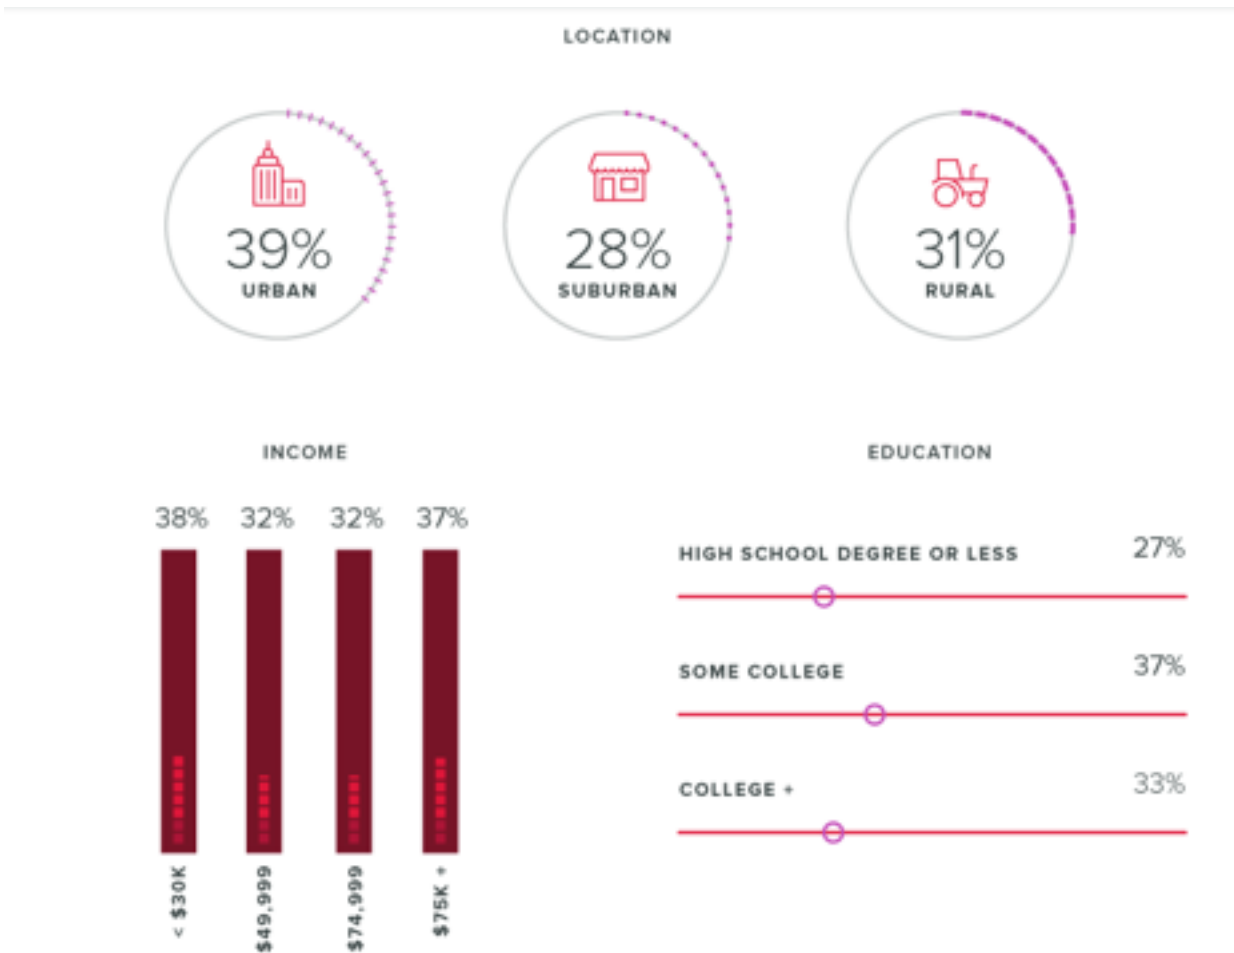 LOCATION
39%
URBAN
28%
SUBURBAN
31%
RURAL
INCOME
38% 32% 32% 37%
< $30K
$49,999
$74,999
$75K +
EDUCATION
HIGH SCHOOL DEGREE OR LESS 27%
SOME COLLEGE 37%
COLLEGE + 33%